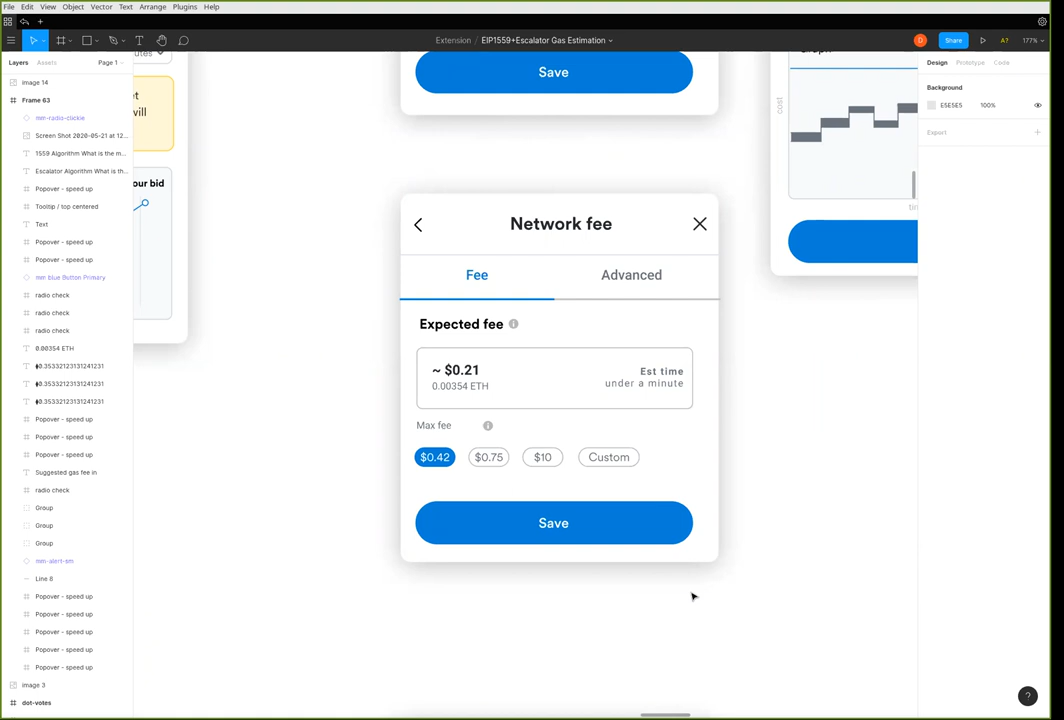 File Edit View Object Vector Text Arrange Plugins Help
Extension / EIP1559+Escalator Gas Estimation
Share
A?
177%
Layers Assets Page 1
image 14
Frame 63
Screen Shot 2020-05-21 at 12...
1559 Algorithm What is the m...
Escalator Algorithm What is th...
Popover - speed up
Tooltip / top centered
Text
Popover - speed up
Popover - speed up
mm blue Button Primary
radio check
radio check
radio check
0.00354 ETH
⧫0.35332123131241231
⧫0.35332123131241231
⧫0.35332123131241231
Popover - speed up
Popover - speed up
Popover - speed up
Suggested gas fee in
radio check
Group
Group
Group
mm-alert-sm
Line 8
Popover - speed up
Popover - speed up
Popover - speed up
Popover - speed up
Popover - speed up
image 3
dot-votes
will
our bid
Save
Network fee
Fee Advanced
Expected fee
~ $0.21
0.00354 ETH
Est time
under a minute
Max fee
$0.42 $0.75 $10 Custom
Save
cost
Design Prototype Code
Background
E5E5E5 100%
Export
?